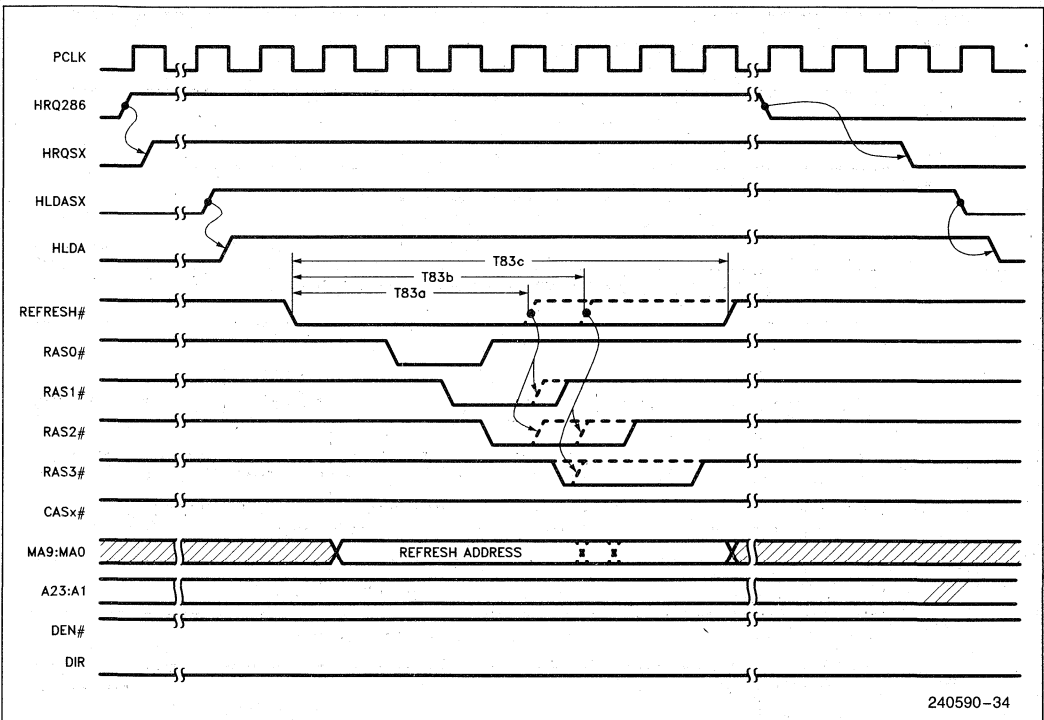 PCLK
HRQ286
HRQSX
HLDASX
HLDA
T83c
T83b
T83a
REFRESH#
RAS0#
RAS1#
RAS2#
RAS3#
CASx#
MA9:MA0 REFRESH ADDRESS
A23:A1
DEN#
DIR
240590-34